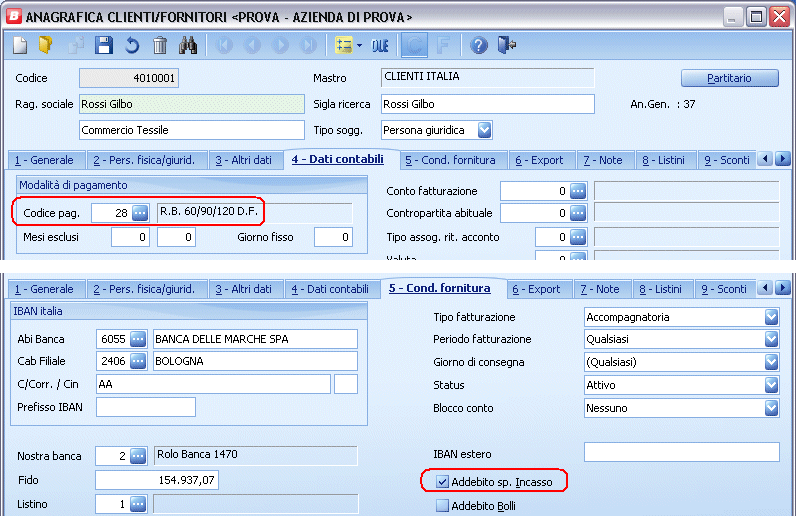 B ANAGRAFICA CLIENTI/FORNITORI <PROVA - AZIENDA DI PROVA>
DLE C F ?
Codice 4010001 Mastro CLIENTI ITALIA Partitario
Rag. sociale Rossi Gilbo Sigla ricerca Rossi Gilbo An.Gen. : 37
Commercio Tessile Tipo sogg. Persona giuridica
1 - Generale 2 - Pers. fisica/giurid. 3 - Altri dati 4 - Dati contabili 5 - Cond. fornitura 6 - Export 7 - Note 8 - Listini 9 - Sconti
Modalità di pagamento Conto fatturazione 0
Codice pag. 28 R.B. 60/90/120 D.F. Contropartita abituale 0
Mesi esclusi 0 0 Giorno fisso 0 Tipo assog. rit. acconto 0
Valuta 0
1 - Generale 2 - Pers. fisica/giurid. 3 - Altri dati 4 - Dati contabili 5 - Cond. fornitura 6 - Export 7 - Note 8 - Listini 9 - Sconti
IBAN italia Tipo fatturazione Accompagnatoria
Abi Banca 6055 BANCA DELLE MARCHE SPA Periodo fatturazione Qualsiasi
Cab Filiale 2406 BOLOGNA Giorno di consegna (Qualsiasi)
C/Corr. / Cin AA Status Attivo
Prefisso IBAN Blocco conto Nessuno
Nostra banca 2 Rolo Banca 1470 IBAN estero
Fido 154.937,07 Addebito sp. Incasso
Listino 1 Addebito Bolli